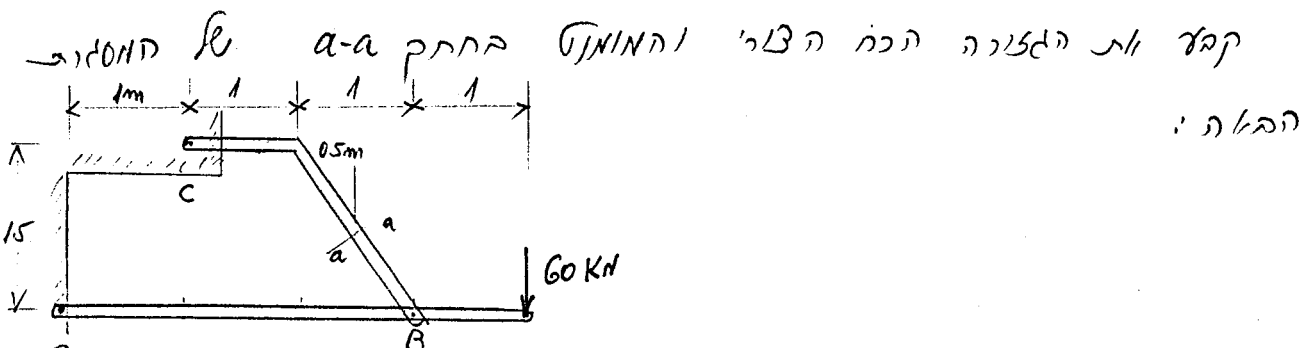 קבע את הגזירה הכח הצירי והמומנט בחתך a-a של המסגרת
הבאה :
1m 1 1 1
0.5m
C
a
a
1.5
60 KN
B